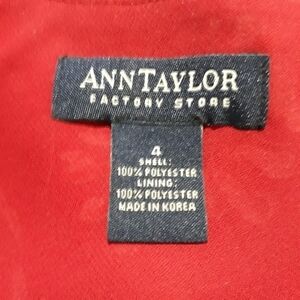 ANNTAYLOR
FACTORY STORE
4
SHELL:
100% POLYESTER
LINING:
100% POLYESTER
MADE IN KOREA